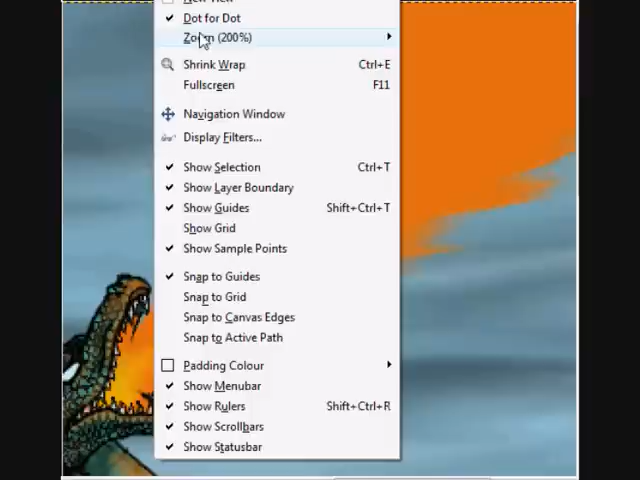 New View
Dot for Dot
Zoom (200%)
Shrink Wrap Ctrl+E
Fullscreen F11
Navigation Window
Display Filters...
Show Selection Ctrl+T
Show Layer Boundary
Show Guides Shift+Ctrl+T
Show Grid
Show Sample Points
Snap to Guides
Snap to Grid
Snap to Canvas Edges
Snap to Active Path
Padding Colour
Show Menubar
Show Rulers Shift+Ctrl+R
Show Scrollbars
Show Statusbar